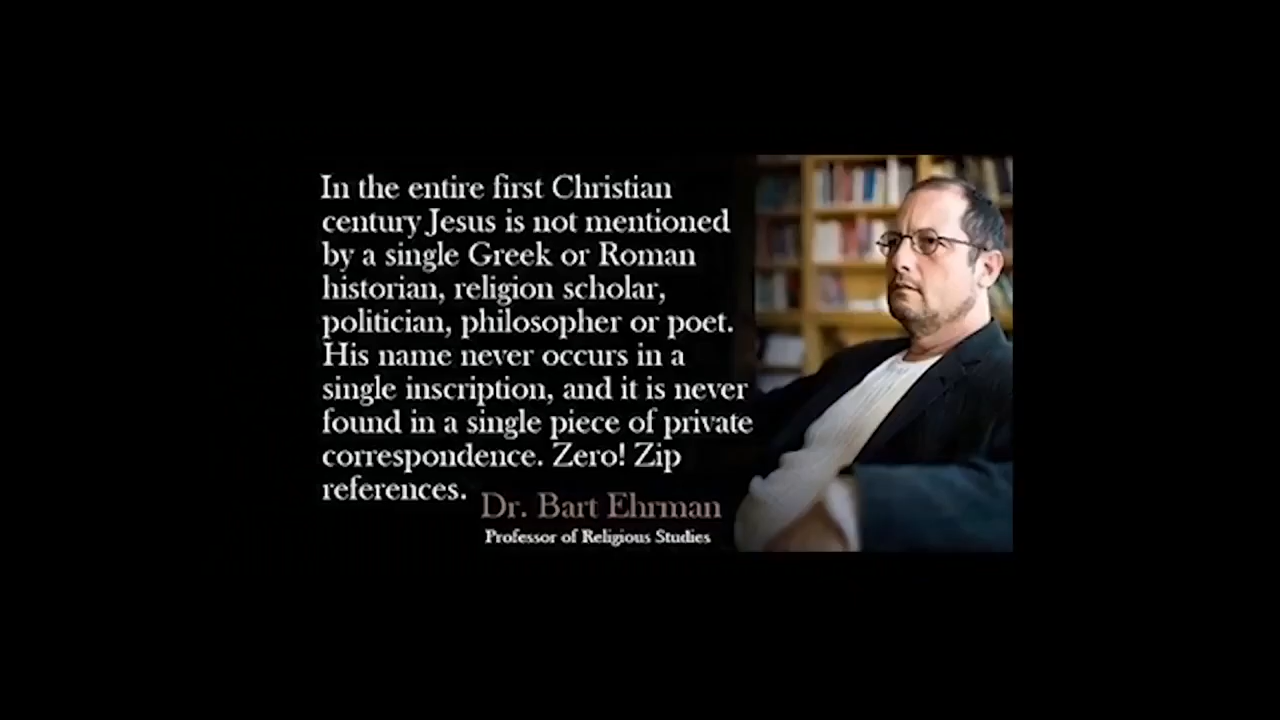 In the entire first Christian
century Jesus is not mentioned
by a single Greek or Roman
historian, religion scholar,
politician, philosopher or poet.
His name never occurs in a
single inscription, and it is never
found in a single piece of private
correspondence. Zero! Zip
references.
Dr. Bart Ehrman
Professor of Religious Studies